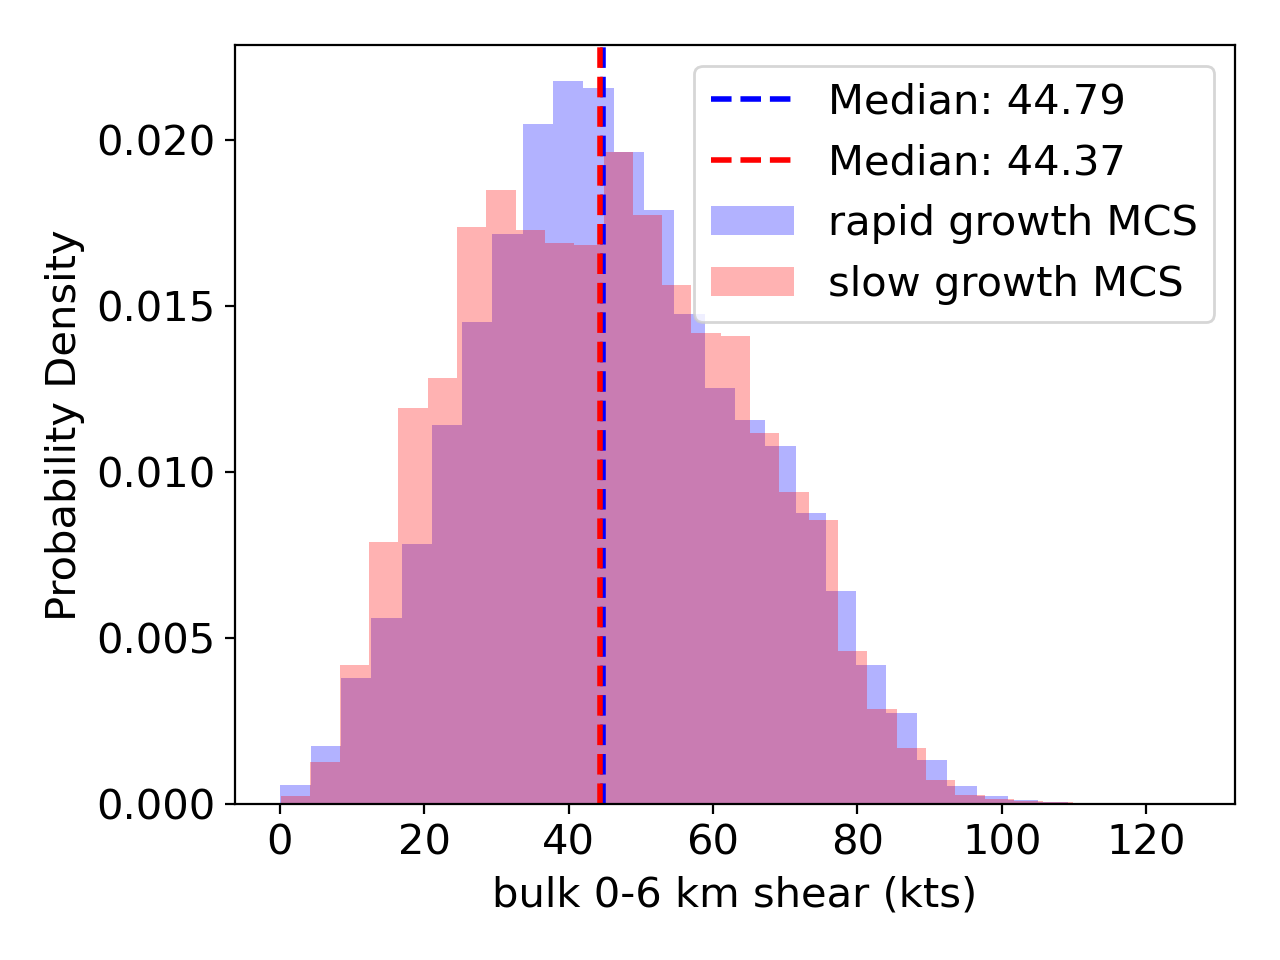 Median: 44.79
Median: 44.37
rapid growth MCS
slow growth MCS
Probability Density
0.020
0.015
0.010
0.005
0.000
0 20 40 60 80 100 120
bulk 0-6 km shear (kts)